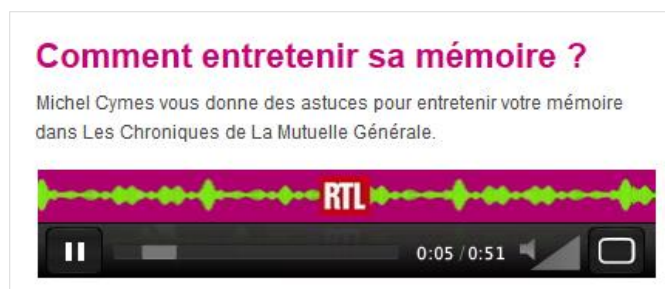 Comment entretenir sa mémoire ?
Michel Cymes vous donne des astuces pour entretenir votre mémoire
dans Les Chroniques de La Mutuelle Générale.
RTL
0:05 / 0:51